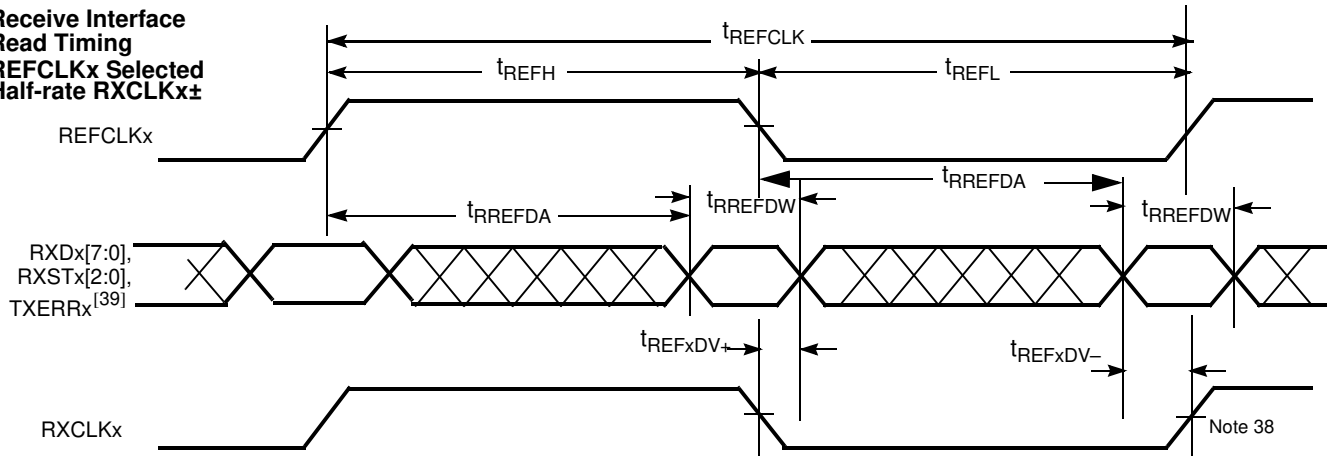 Receive Interface
Read Timing
REFCLKx Selected
Half-rate RXCLKx±
tREFCLK
tREFH
tREFL
REFCLKx
tRREFDA
tRREFDW
tRREFDA
tRREFDW
RXDx[7:0],
RXSTx[2:0],
TXERRx[39]
tREFxDV+
tREFxDV–
RXCLKx
Note 38